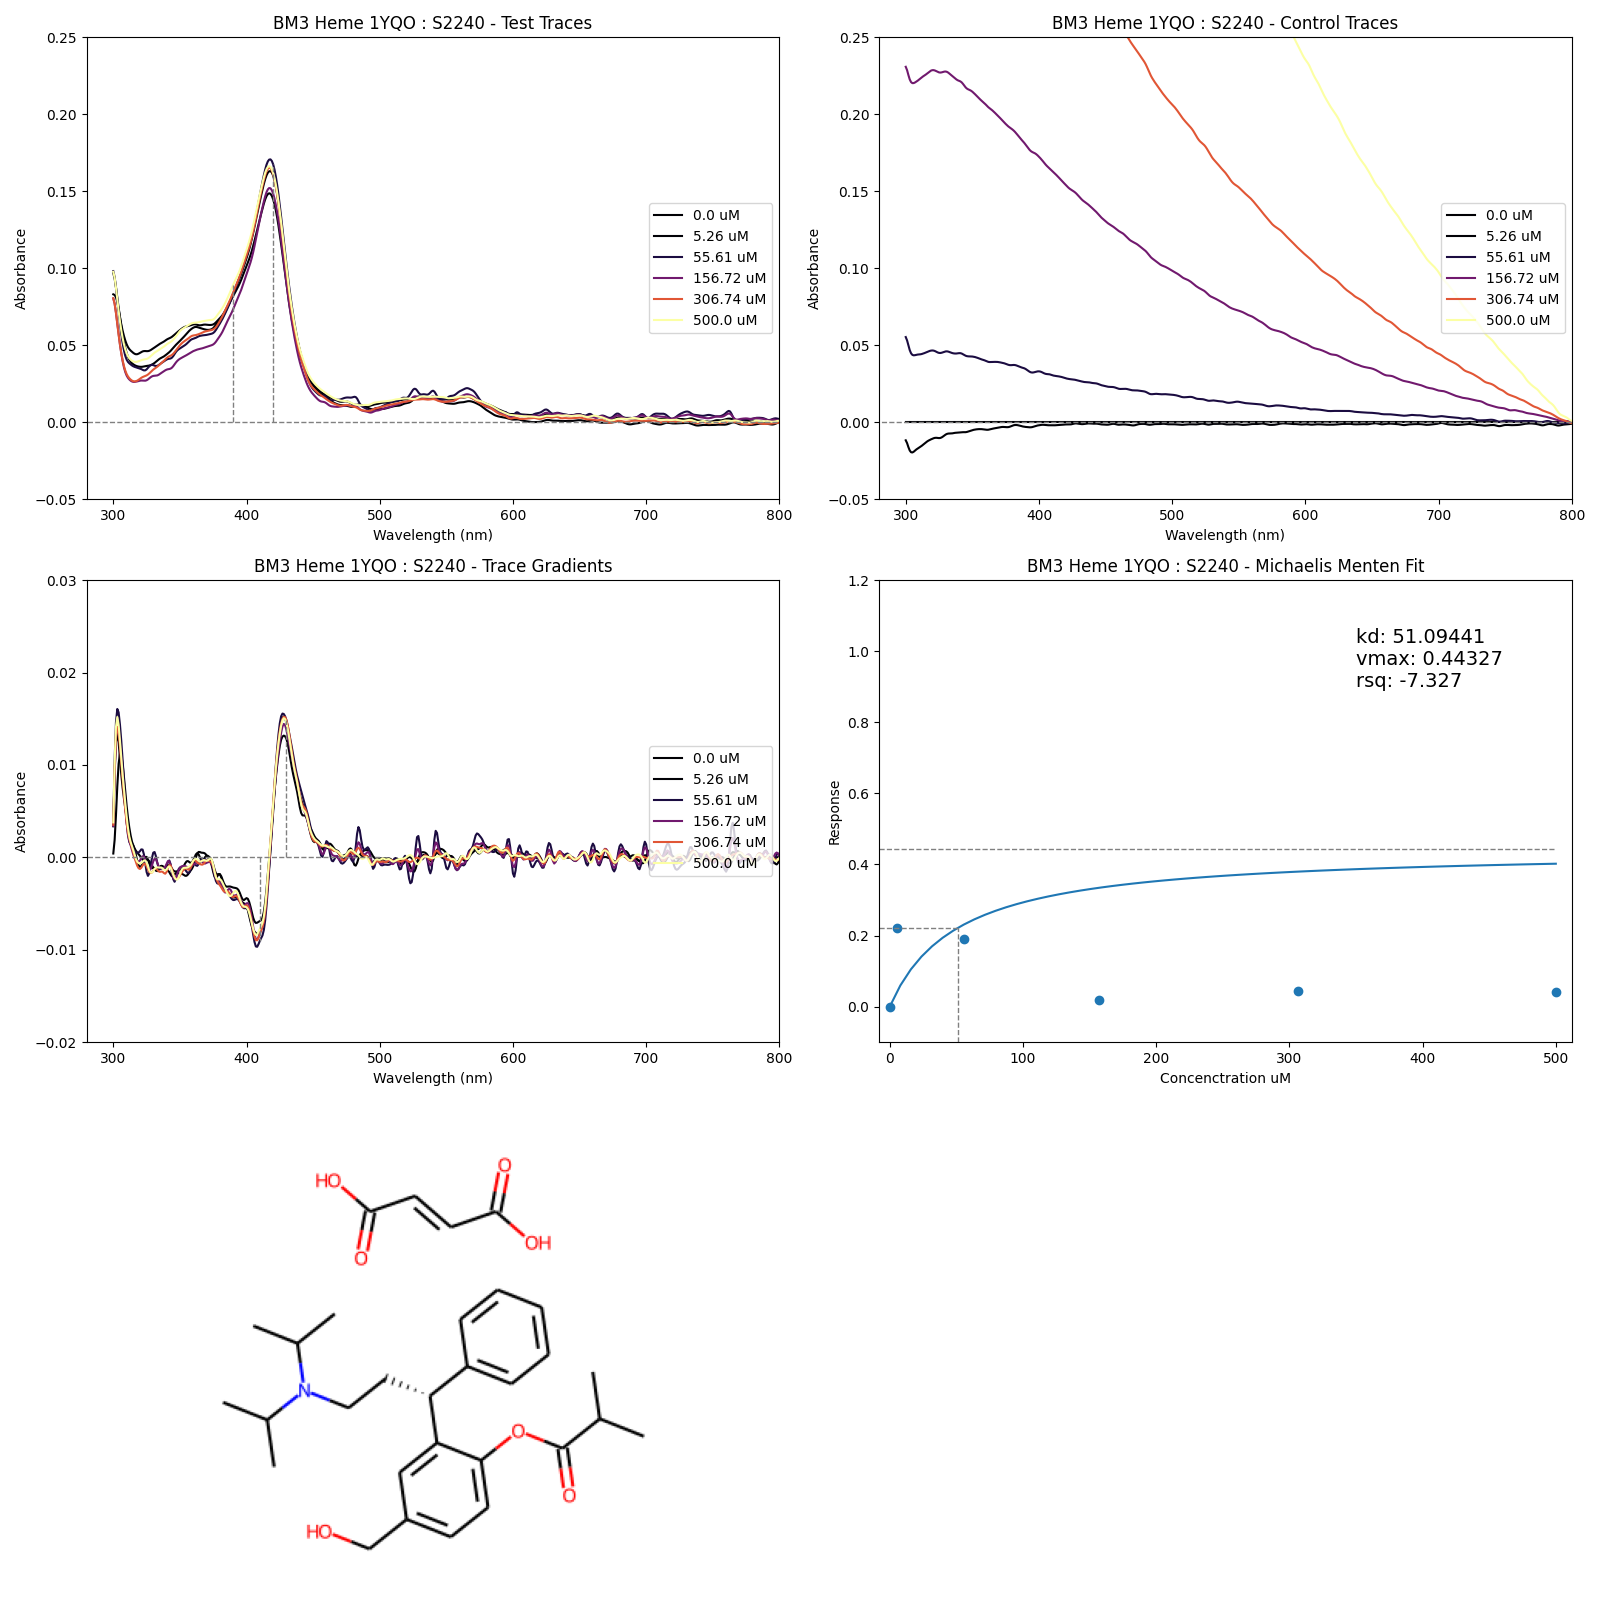 BM3 Heme 1YQO : S2240 - Test Traces
Absorbance
0.25
0.20
0.15
0.10
0.05
0.00
−0.05
300 400 500 600 700 800
Wavelength (nm)
0.0 uM
5.26 uM
55.61 uM
156.72 uM
306.74 uM
500.0 uM
BM3 Heme 1YQO : S2240 - Control Traces
Absorbance
0.25
0.20
0.15
0.10
0.05
0.00
−0.05
300 400 500 600 700 800
Wavelength (nm)
0.0 uM
5.26 uM
55.61 uM
156.72 uM
306.74 uM
500.0 uM
BM3 Heme 1YQO : S2240 - Trace Gradients
Absorbance
0.03
0.02
0.01
0.00
−0.01
−0.02
300 400 500 600 700 800
Wavelength (nm)
0.0 uM
5.26 uM
55.61 uM
156.72 uM
306.74 uM
500.0 uM
BM3 Heme 1YQO : S2240 - Michaelis Menten Fit
Response
1.2
1.0
0.8
0.6
0.4
0.2
0.0
0 100 200 300 400 500
Concenctration uM
kd: 51.09441
vmax: 0.44327
rsq: -7.327
O
HO
OH
O
N
O
O
HO